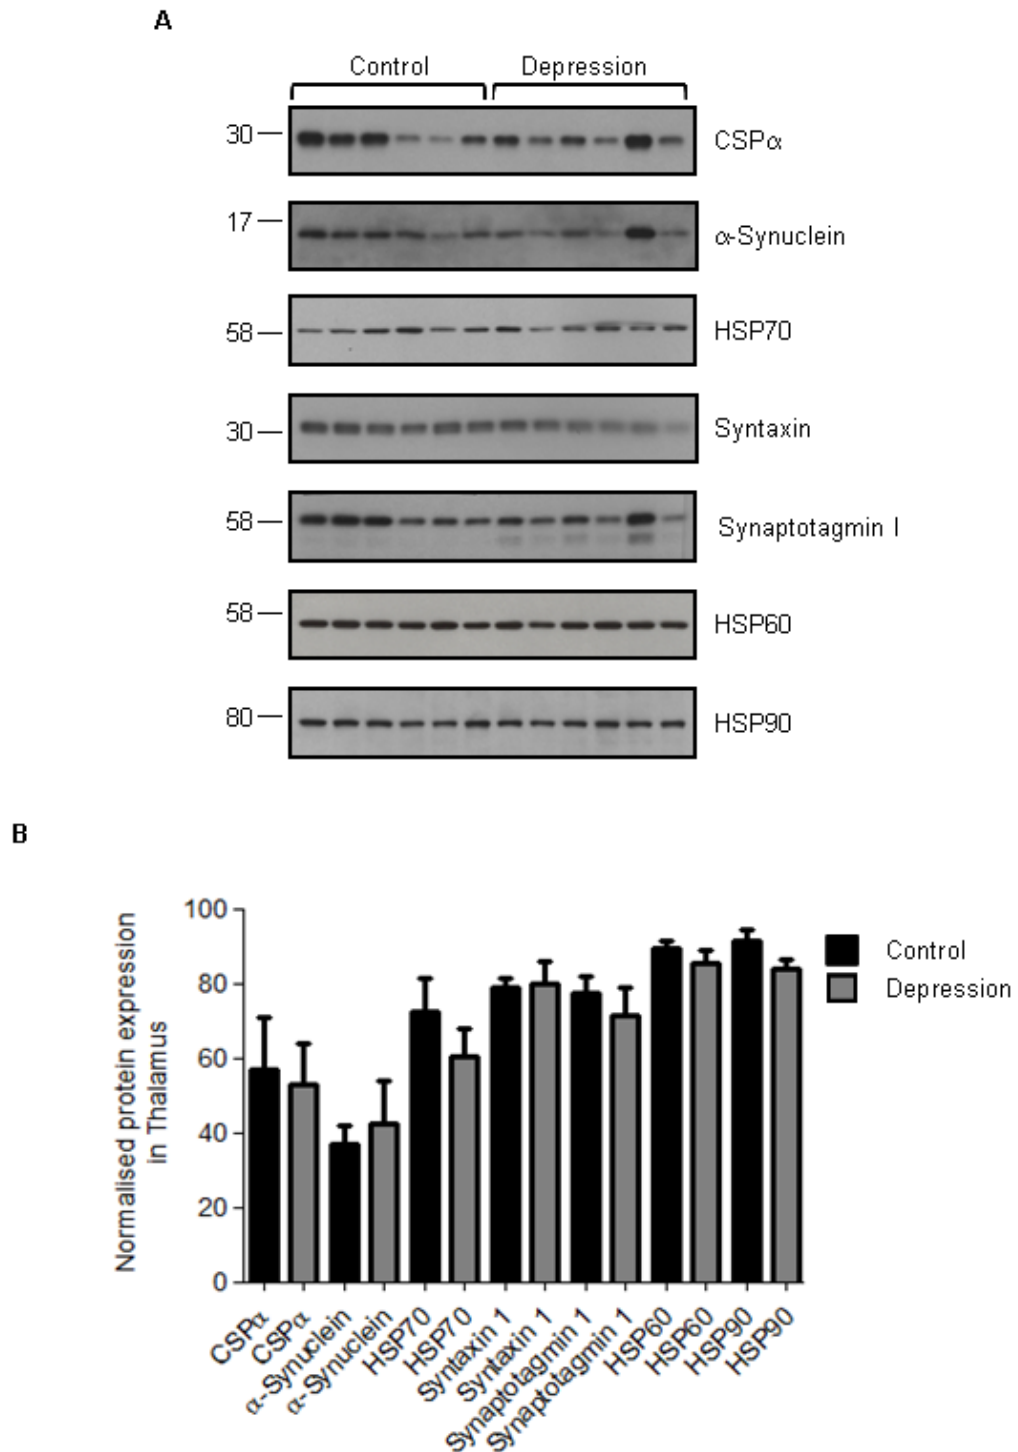 A
Control Depression
30 CSPα
17 α-Synuclein
58 HSP70
30 Syntaxin
58 Synaptotagmin I
58 HSP60
80 HSP90
B
Normalised protein expression
in Thalamus
100
80
60
40
20
0
Control
Depression
CSPα
CSPα
α-Synuclein
α-Synuclein
HSP70
HSP70
Syntaxin 1
Syntaxin 1
Synaptotagmin 1
Synaptotagmin 1
HSP60
HSP60
HSP90
HSP90